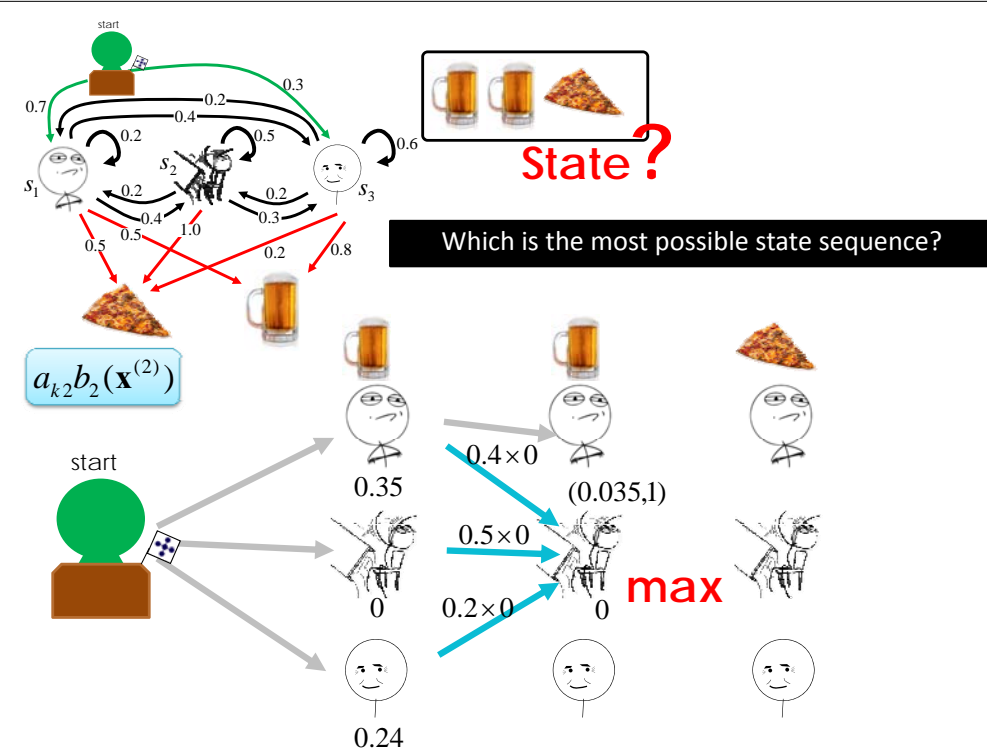 start
0.7
0.3
0.2
0.4
0.2
0.5
0.6
s1
s2
s3
0.2
0.2
0.4
0.3
0.5
0.5
1.0
0.2
0.8
State?
Which is the most possible state sequence?
a_{k2}b_2(x^{(2)})
start
0.4×0
0.35
(0.035,1)
0.5×0
max
0
0.2×0
0
0.24